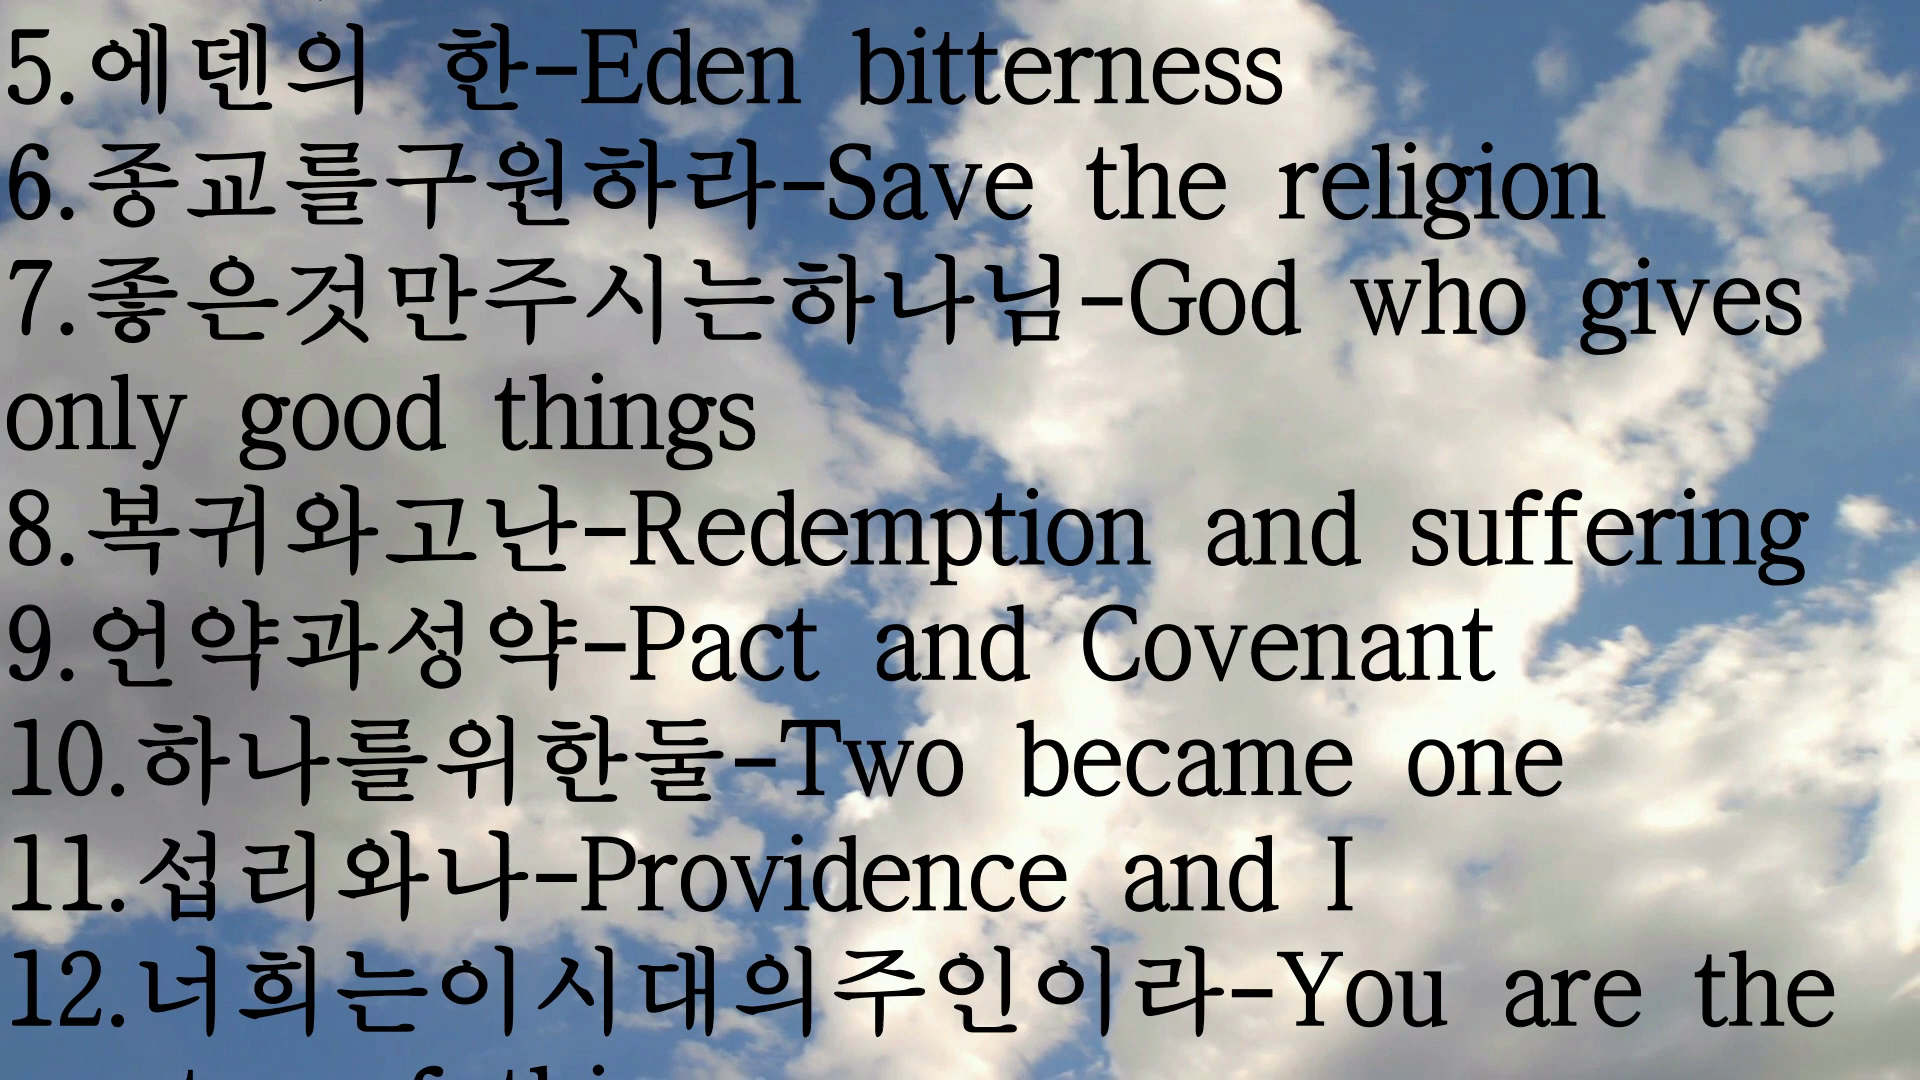 5.에덴의 한-Eden bitterness
6.종교를구원하라-Save the religion
7.좋은것만주시는하나님-God who gives
only good things
8.복귀와고난-Redemption and suffering
9.언약과성약-Pact and Covenant
10.하나를위한둘-Two became one
11.섭리와나-Providence and I
12.너희는이시대의주인이라-You are the